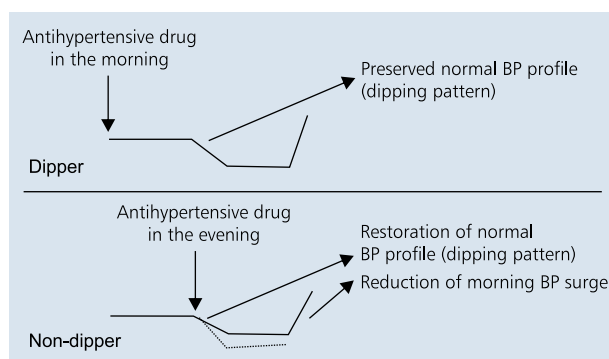 Antihypertensive drug
in the morning
Preserved normal BP profile
(dipping pattern)
Dipper
Antihypertensive drug
in the evening
Restoration of normal
BP profile (dipping pattern)
Reduction of morning BP surge
Non-dipper